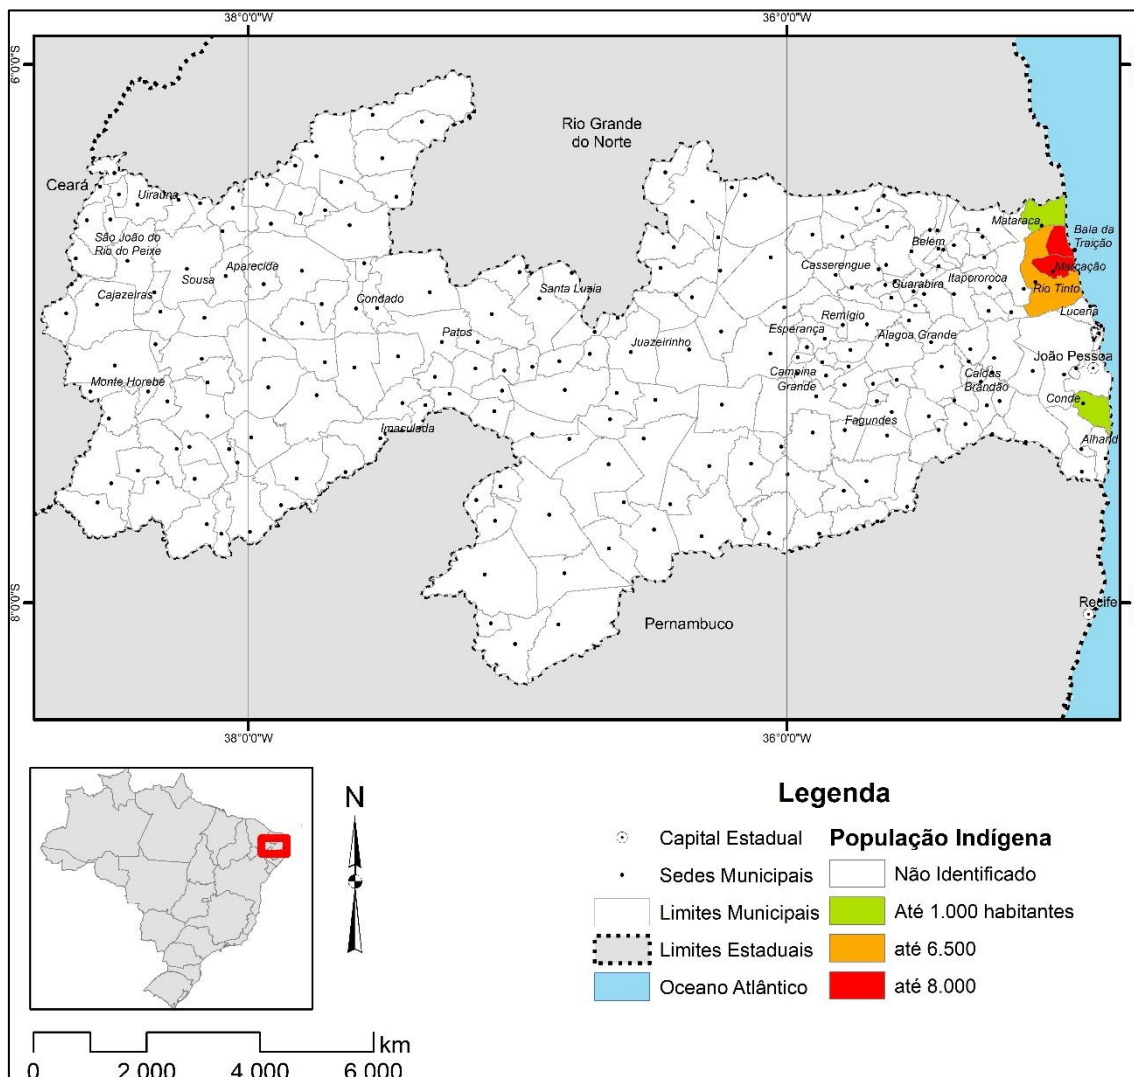 38°0'0"W
36°0'0"W
6°0'0"S
Rio Grande
do Norte
Ceará
Uiraúna
Mataraca
São João do
Rio do Peixe
Belém
Baía da
Traição
Sousa
Aparecida
Casserengue
Marcação
Cajazeiras
Condado
Santa Luzia
Guarabira
Itapororoca
Rio Tinto
Lucena
Remígio
Esperança
Patos
Juazeirinho
Alagoa Grande
João Pessoa
Monte Horebe
Campina
Grande
Caldas
Brandão
Conde
Imaculada
Fagundes
Alhand
8°0'0"S
Recife
Pernambuco
38°0'0"W
36°0'0"W
N
Legenda
Capital Estadual
População Indígena
Sedes Municipais
Não Identificado
Limites Municipais
Até 1.000 habitantes
Limites Estaduais
até 6.500
Oceano Atlântico
até 8.000
km
0 2.000 4.000 6.000